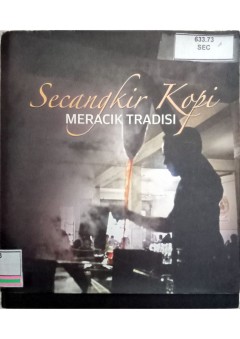 633.73
SEC
Secangkir Kopi
MERACIK TRADISI